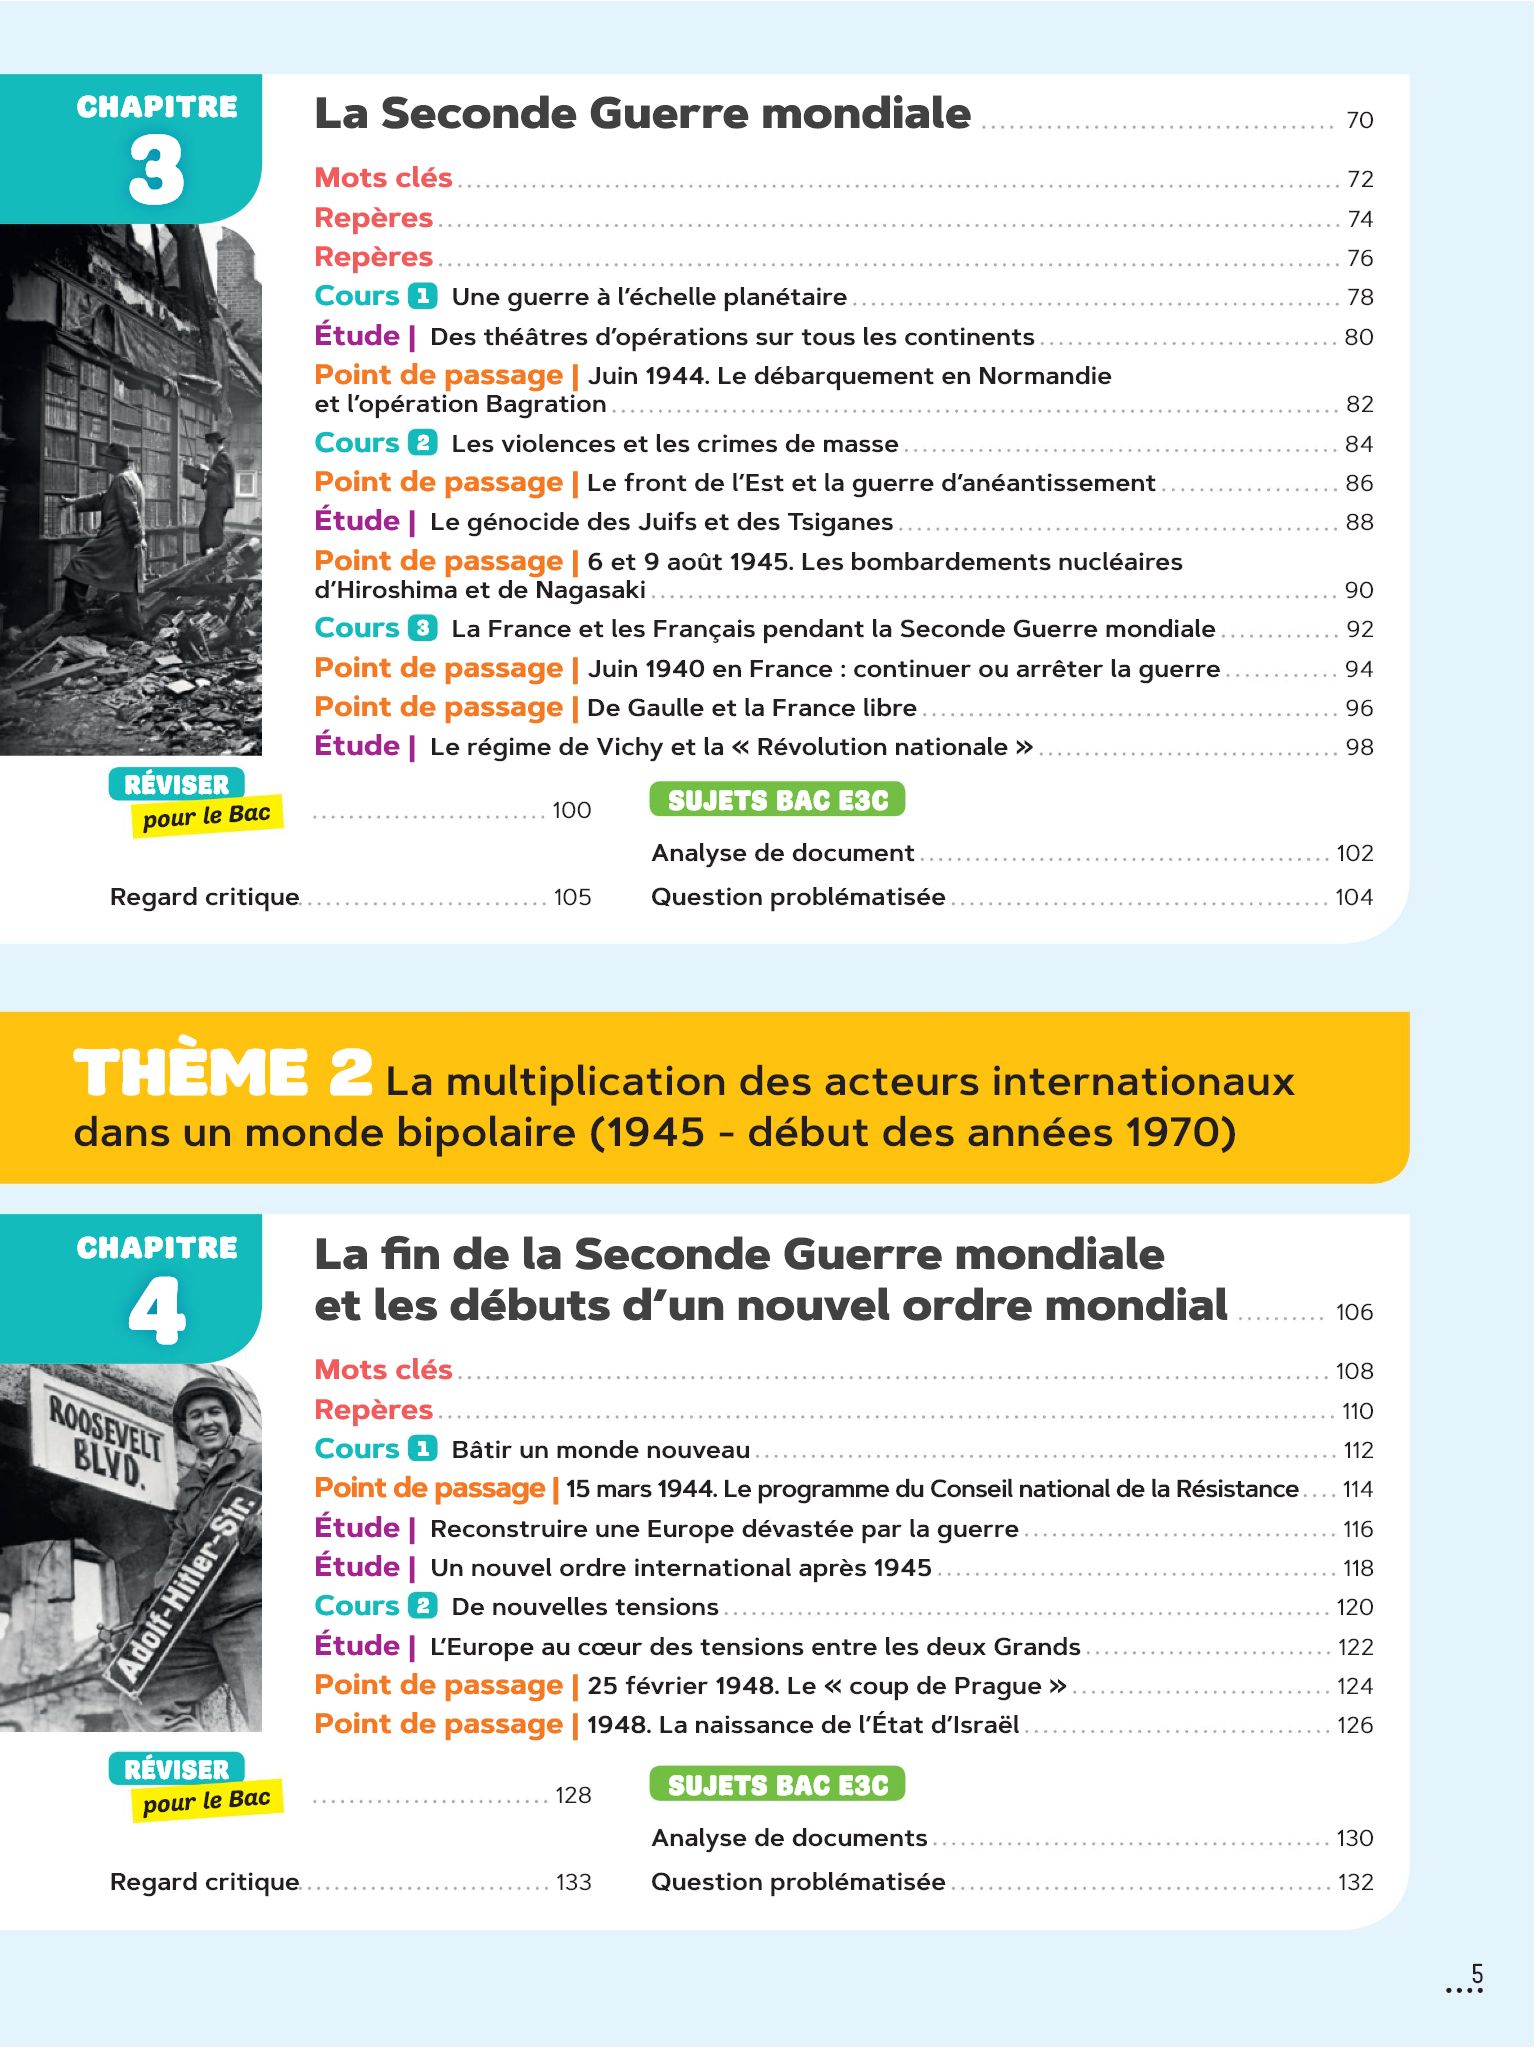 CHAPITRE
3
La Seconde Guerre mondiale 70
Mots clés 72
Repères 74
Repères 76
Cours 1 Une guerre à l’échelle planétaire 78
Étude | Des théâtres d’opérations sur tous les continents 80
Point de passage | Juin 1944. Le débarquement en Normandie
et l’opération Bagration 82
Cours 2 Les violences et les crimes de masse 84
Point de passage | Le front de l’Est et la guerre d’anéantissement 86
Étude | Le génocide des Juifs et des Tsiganes 88
Point de passage | 6 et 9 août 1945. Les bombardements nucléaires
d’Hiroshima et de Nagasaki 90
Cours 3 La France et les Français pendant la Seconde Guerre mondiale 92
Point de passage | Juin 1940 en France : continuer ou arrêter la guerre 94
Point de passage | De Gaulle et la France libre 96
Étude | Le régime de Vichy et la « Révolution nationale » 98
RÉVISER
pour le Bac 100
Regard critique 105
SUJETS BAC E3C
Analyse de document 102
Question problématisée 104
THÈME 2 La multiplication des acteurs internationaux
dans un monde bipolaire (1945 - début des années 1970)
CHAPITRE
4
La fin de la Seconde Guerre mondiale
et les débuts d’un nouvel ordre mondial 106
ROOSEVELT
BLVD.
Adolf-Hitler-Str.
Mots clés 108
Repères 110
Cours 1 Bâtir un monde nouveau 112
Point de passage | 15 mars 1944. Le programme du Conseil national de la Résistance 114
Étude | Reconstruire une Europe dévastée par la guerre 116
Étude | Un nouvel ordre international après 1945 118
Cours 2 De nouvelles tensions 120
Étude | L’Europe au cœur des tensions entre les deux Grands 122
Point de passage | 25 février 1948. Le « coup de Prague » 124
Point de passage | 1948. La naissance de l’État d’Israël 126
RÉVISER
pour le Bac 128
Regard critique 133
SUJETS BAC E3C
Analyse de documents 130
Question problématisée 132
5